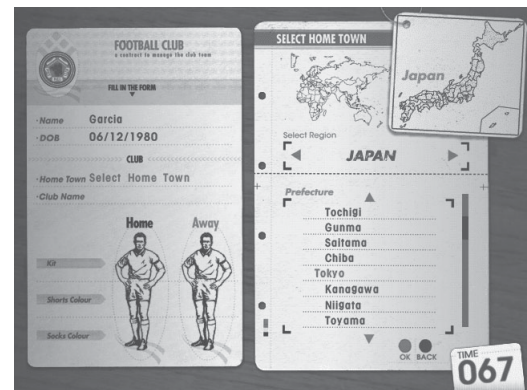 FOOTBALL CLUB
a contract to manage the club team
FILL IN THE FORM
・Name Garcia
・DOB 06/12/1980
CLUB
・Home Town Select Home Town
・Club Name
Home Away
Kit
Shorts Colour
Socks Colour
SELECT HOME TOWN
Japan
Select Region
JAPAN
Prefecture
Tochigi
Gunma
Saitama
Chiba
Tokyo
Kanagawa
Niigata
Toyama
OK BACK
TIME
067